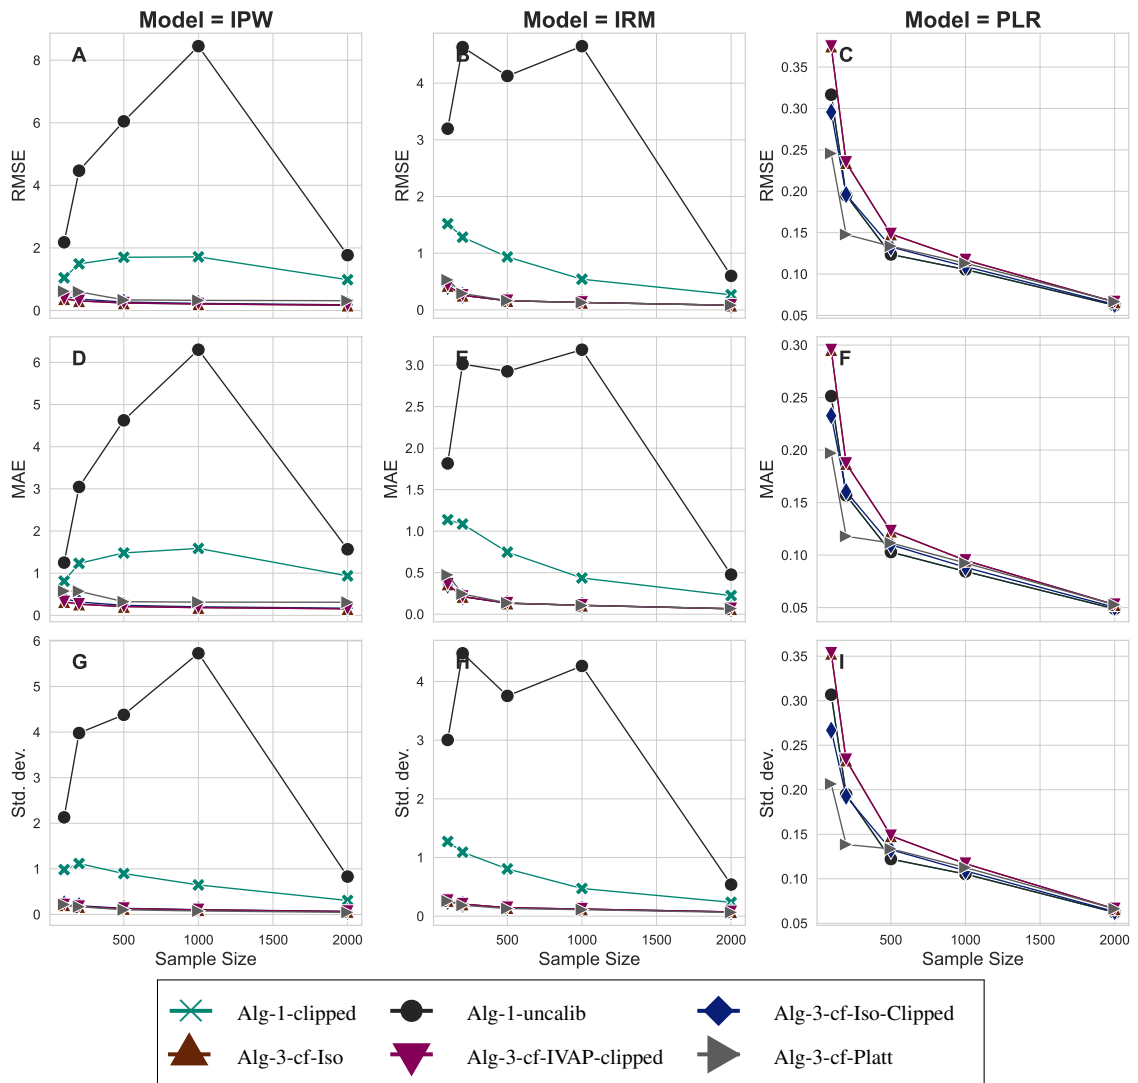 Model = IPW
Model = IRM
Model = PLR
A
B
C
RMSE
8
6
4
2
0
RMSE
4
3
2
1
0
RMSE
0.35
0.30
0.25
0.20
0.15
0.10
0.05
D
E
F
MAE
6
5
4
3
2
1
0
MAE
3.0
2.5
2.0
1.5
1.0
0.5
0.0
MAE
0.30
0.25
0.20
0.15
0.10
0.05
G
H
I
Std. dev.
6
5
4
3
2
1
0
Std. dev.
4
3
2
1
0
Std. dev.
0.35
0.30
0.25
0.20
0.15
0.10
0.05
500 1000 1500 2000
500 1000 1500 2000
500 1000 1500 2000
Sample Size
Sample Size
Sample Size
Alg-1-clipped
Alg-1-uncalib
Alg-3-cf-Iso-Clipped
Alg-3-cf-Iso
Alg-3-cf-IVAP-clipped
Alg-3-cf-Platt